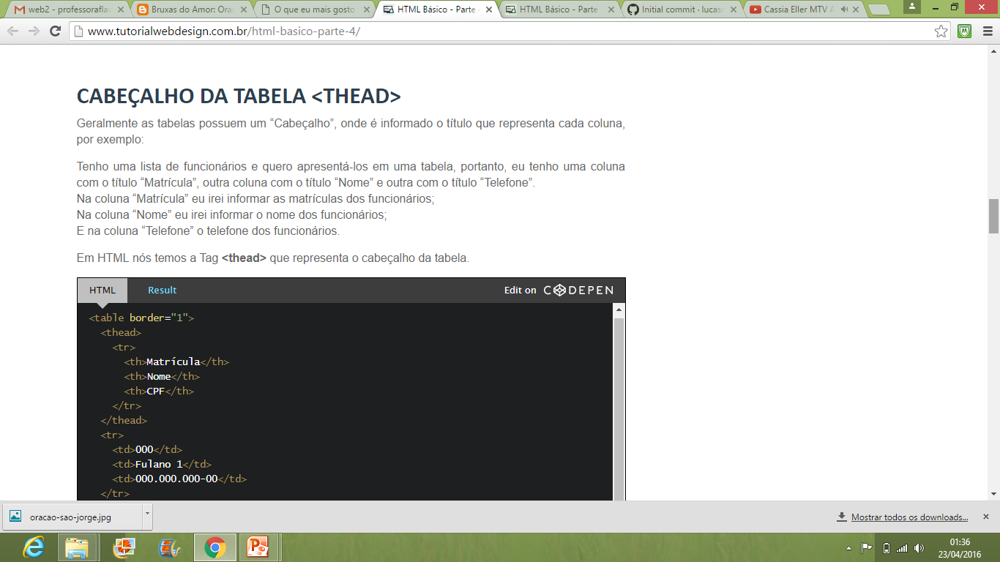 web2 - professorafla
Bruxas do Amor: Ora
O que eu mais gosto
HTML Básico - Parte
HTML Básico - Parte
Initial commit · lucas
Cassia Eller MTV A
www.tutorialwebdesign.com.br/html-basico-parte-4/
CABEÇALHO DA TABELA <THEAD>
Geralmente as tabelas possuem um “Cabeçalho”, onde é informado o título que representa cada coluna,
por exemplo:
Tenho uma lista de funcionários e quero apresentá-los em uma tabela, portanto, eu tenho uma coluna
com o título “Matrícula”, outra coluna com o título “Nome” e outra com o título “Telefone”.
Na coluna “Matrícula” eu irei informar as matrículas dos funcionários;
Na coluna “Nome” eu irei informar o nome dos funcionários;
E na coluna “Telefone” o telefone dos funcionários.
Em HTML nós temos a Tag <thead> que representa o cabeçalho da tabela.
HTML Result Edit on CODEPEN
<table border="1">
<thead>
<tr>
<th>Matrícula</th>
<th>Nome</th>
<th>CPF</th>
</tr>
</thead>
<tr>
<td>000</td>
<td>Fulano 1</td>
<td>000.000.000-00</td>
</tr>
oracao-sao-jorge.jpg
Mostrar todos os downloads...
01:36
23/04/2016